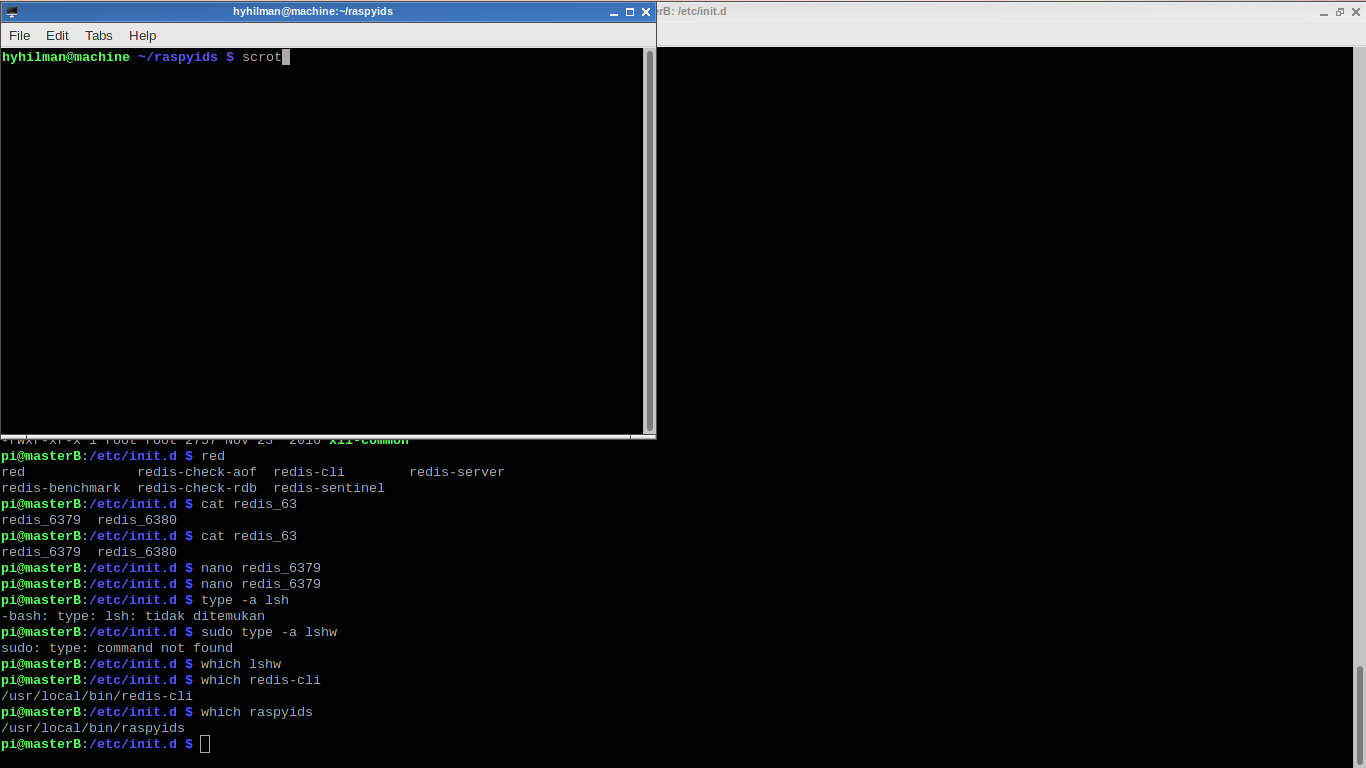 hyhilman@machine:~/raspyids
rB: /etc/init.d
File Edit Tabs Help
hyhilman@machine ~/raspyids $ scrot
-rwxr-xr-x 1 root root 2757 Nov 23  2016 x11-common
pi@masterB:/etc/init.d $ red
red              redis-check-aof  redis-cli        redis-server
redis-benchmark  redis-check-rdb  redis-sentinel
pi@masterB:/etc/init.d $ cat redis_63
redis_6379  redis_6380
pi@masterB:/etc/init.d $ cat redis_63
redis_6379  redis_6380
pi@masterB:/etc/init.d $ nano redis_6379
pi@masterB:/etc/init.d $ nano redis_6379
pi@masterB:/etc/init.d $ type -a lsh
-bash: type: lsh: tidak ditemukan
pi@masterB:/etc/init.d $ sudo type -a lshw
sudo: type: command not found
pi@masterB:/etc/init.d $ which lshw
pi@masterB:/etc/init.d $ which redis-cli
/usr/local/bin/redis-cli
pi@masterB:/etc/init.d $ which raspyids
/usr/local/bin/raspyids
pi@masterB:/etc/init.d $